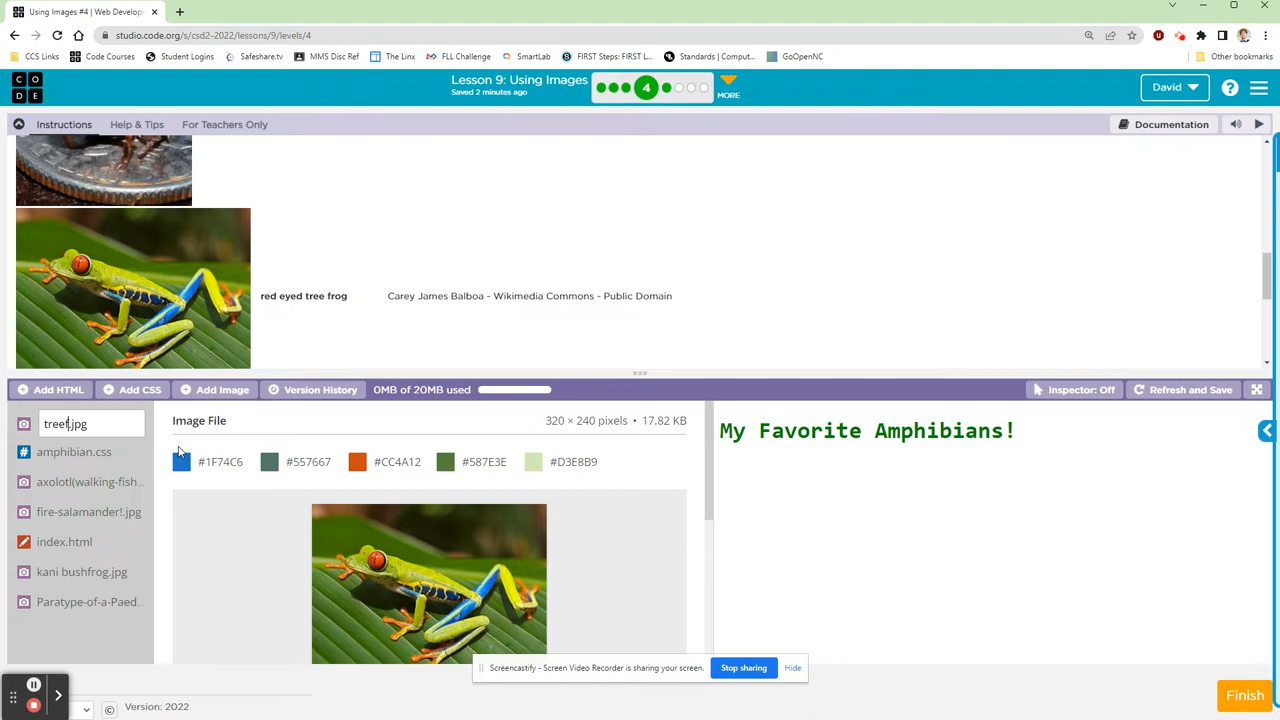 Using Images #4 | Web Develop
studio.code.org/s/csd2-2022/lessons/9/levels/4
CCS Links
Code Courses
Student Logins
Safeshare.tv
MMS Disc Ref
The Linx
FLL Challenge
SmartLab
FIRST Steps: FIRST L...
Standards | Comput...
GoOpenNC
Other bookmarks
C O
D E
Lesson 9: Using Images
Saved 2 minutes ago
4
MORE
David
?
Instructions
Help & Tips
For Teachers Only
Documentation
red eyed tree frog
Carey James Balboa - Wikimedia Commons - Public Domain
Add HTML
Add CSS
Add Image
Version History
0MB of 20MB used
Inspector: Off
Refresh and Save
treef.jpg
# amphibian.css
axolotl(walking-fish...
fire-salamander!.jpg
index.html
kani bushfrog.jpg
Paratype-of-a-Paed...
Image File
320 × 240 pixels • 17.82 KB
#1F74C6
#557667
#CC4A12
#587E3E
#D3E8B9
My Favorite Amphibians!
Screencastify - Screen Video Recorder is sharing your screen.
Stop sharing
Hide
© Version: 2022
Finish